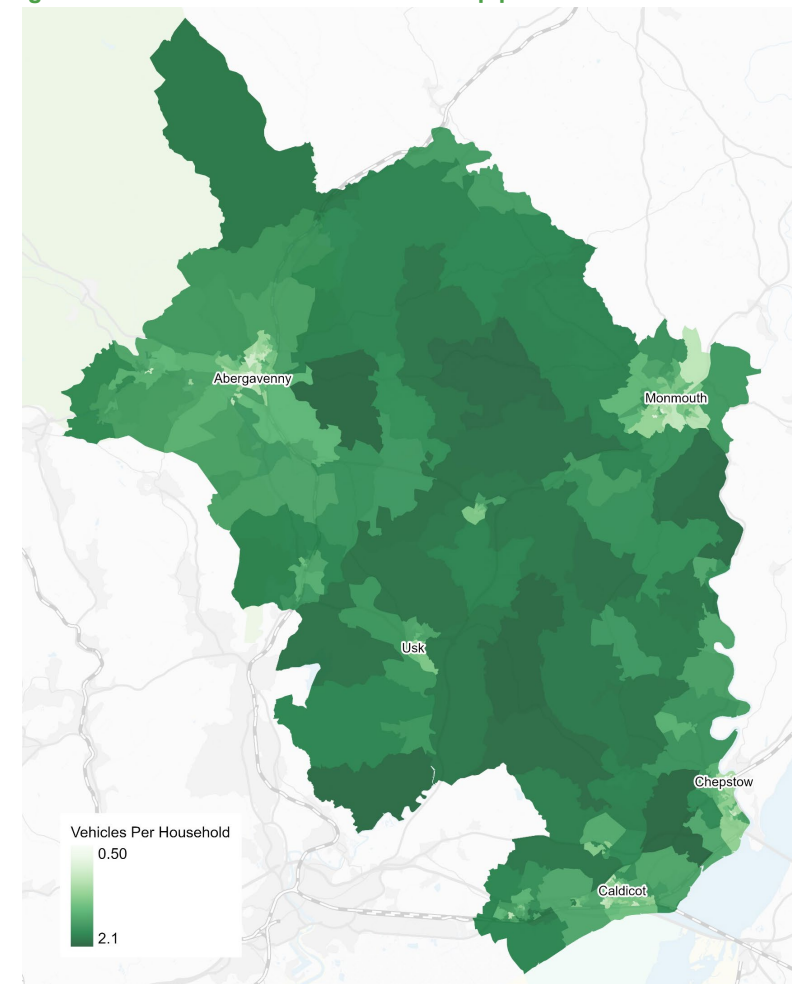 Abergavenny
Monmouth
Usk
Chepstow
Vehicles Per Household
0.50
Caldicot
2.1